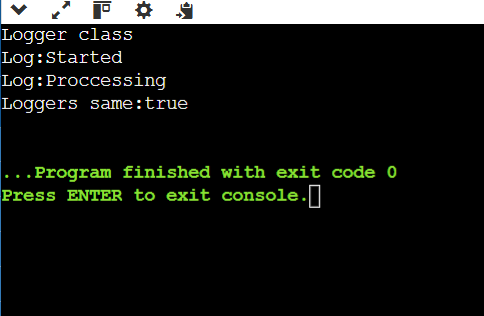 Logger class
Log:Started
Log:Proccessing
Loggers same:true
...Program finished with exit code 0
Press ENTER to exit console.